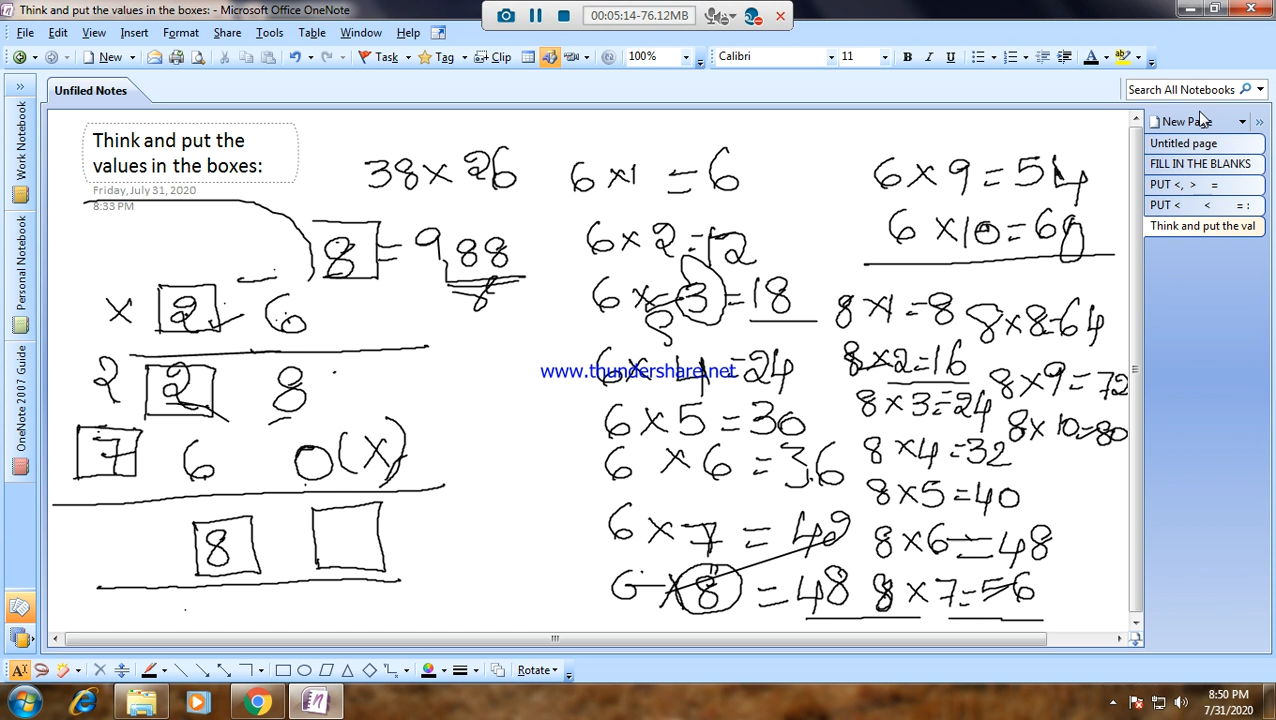 Think and put the values in the boxes: - Microsoft Office OneNote
00:05:14-76.12MB
File Edit View Insert Format Share Tools Table Window Help
New Task Tag Clip 100% Calibri 11 B I U A ab
Unfiled Notes
Search All Notebooks
New Page
Untitled page
FILL IN THE BLANKS
PUT <, > =
PUT < < = :
Think and put the val
Work Notebook
Personal Notebook
OneNote 2007 Guide
Think and put the
values in the boxes:
Friday, July 31, 2020
8:33 PM
38 × 26
8 = 988
8
× 2 6
2 2 8
7 6 0 (X)
8
6 × 1 = 6
6 × 2 = 12
6 × 3 = 18
6 × 4 = 24
6 × 5 = 30
6 × 6 = 36
6 × 7 = 42
6 × 8 = 48
6 × 9 = 54
6 × 10 = 60
8 × 1 = 8
8 × 2 = 16
8 × 3 = 24
8 × 4 = 32
8 × 5 = 40
8 × 6 = 48
8 × 7 = 56
8 × 8 = 64
8 × 9 = 72
8 × 10 = 80
www.thundershare.net
Rotate
8:50 PM
7/31/2020